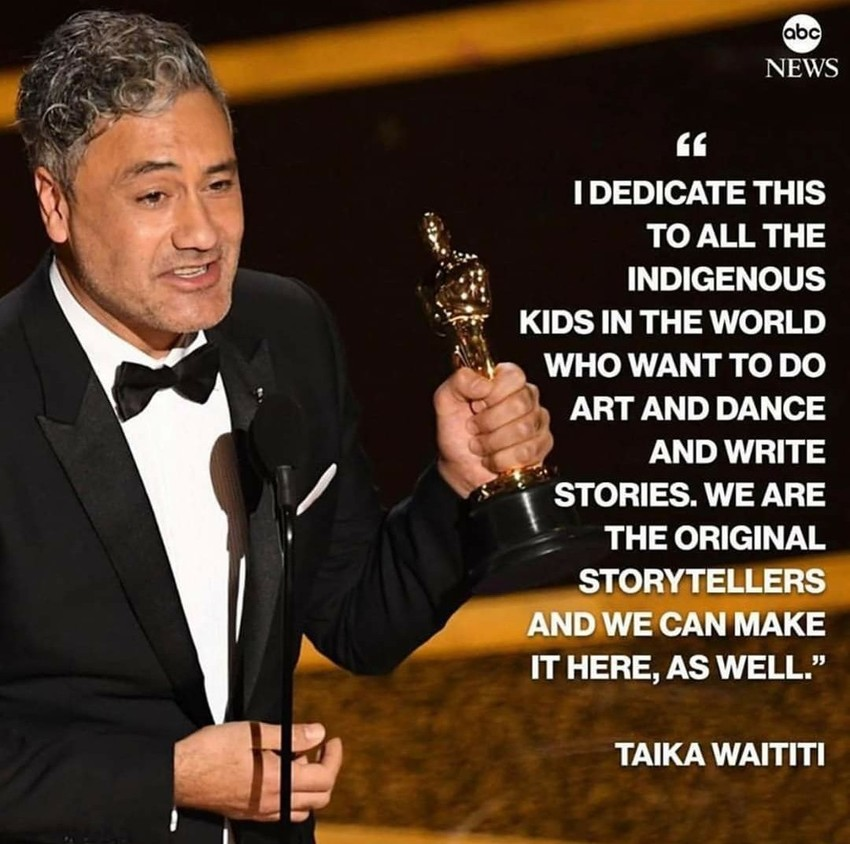 abc
NEWS
“
I DEDICATE THIS
TO ALL THE
INDIGENOUS
KIDS IN THE WORLD
WHO WANT TO DO
ART AND DANCE
AND WRITE
STORIES. WE ARE
THE ORIGINAL
STORYTELLERS
AND WE CAN MAKE
IT HERE, AS WELL.”
TAIKA WAITITI